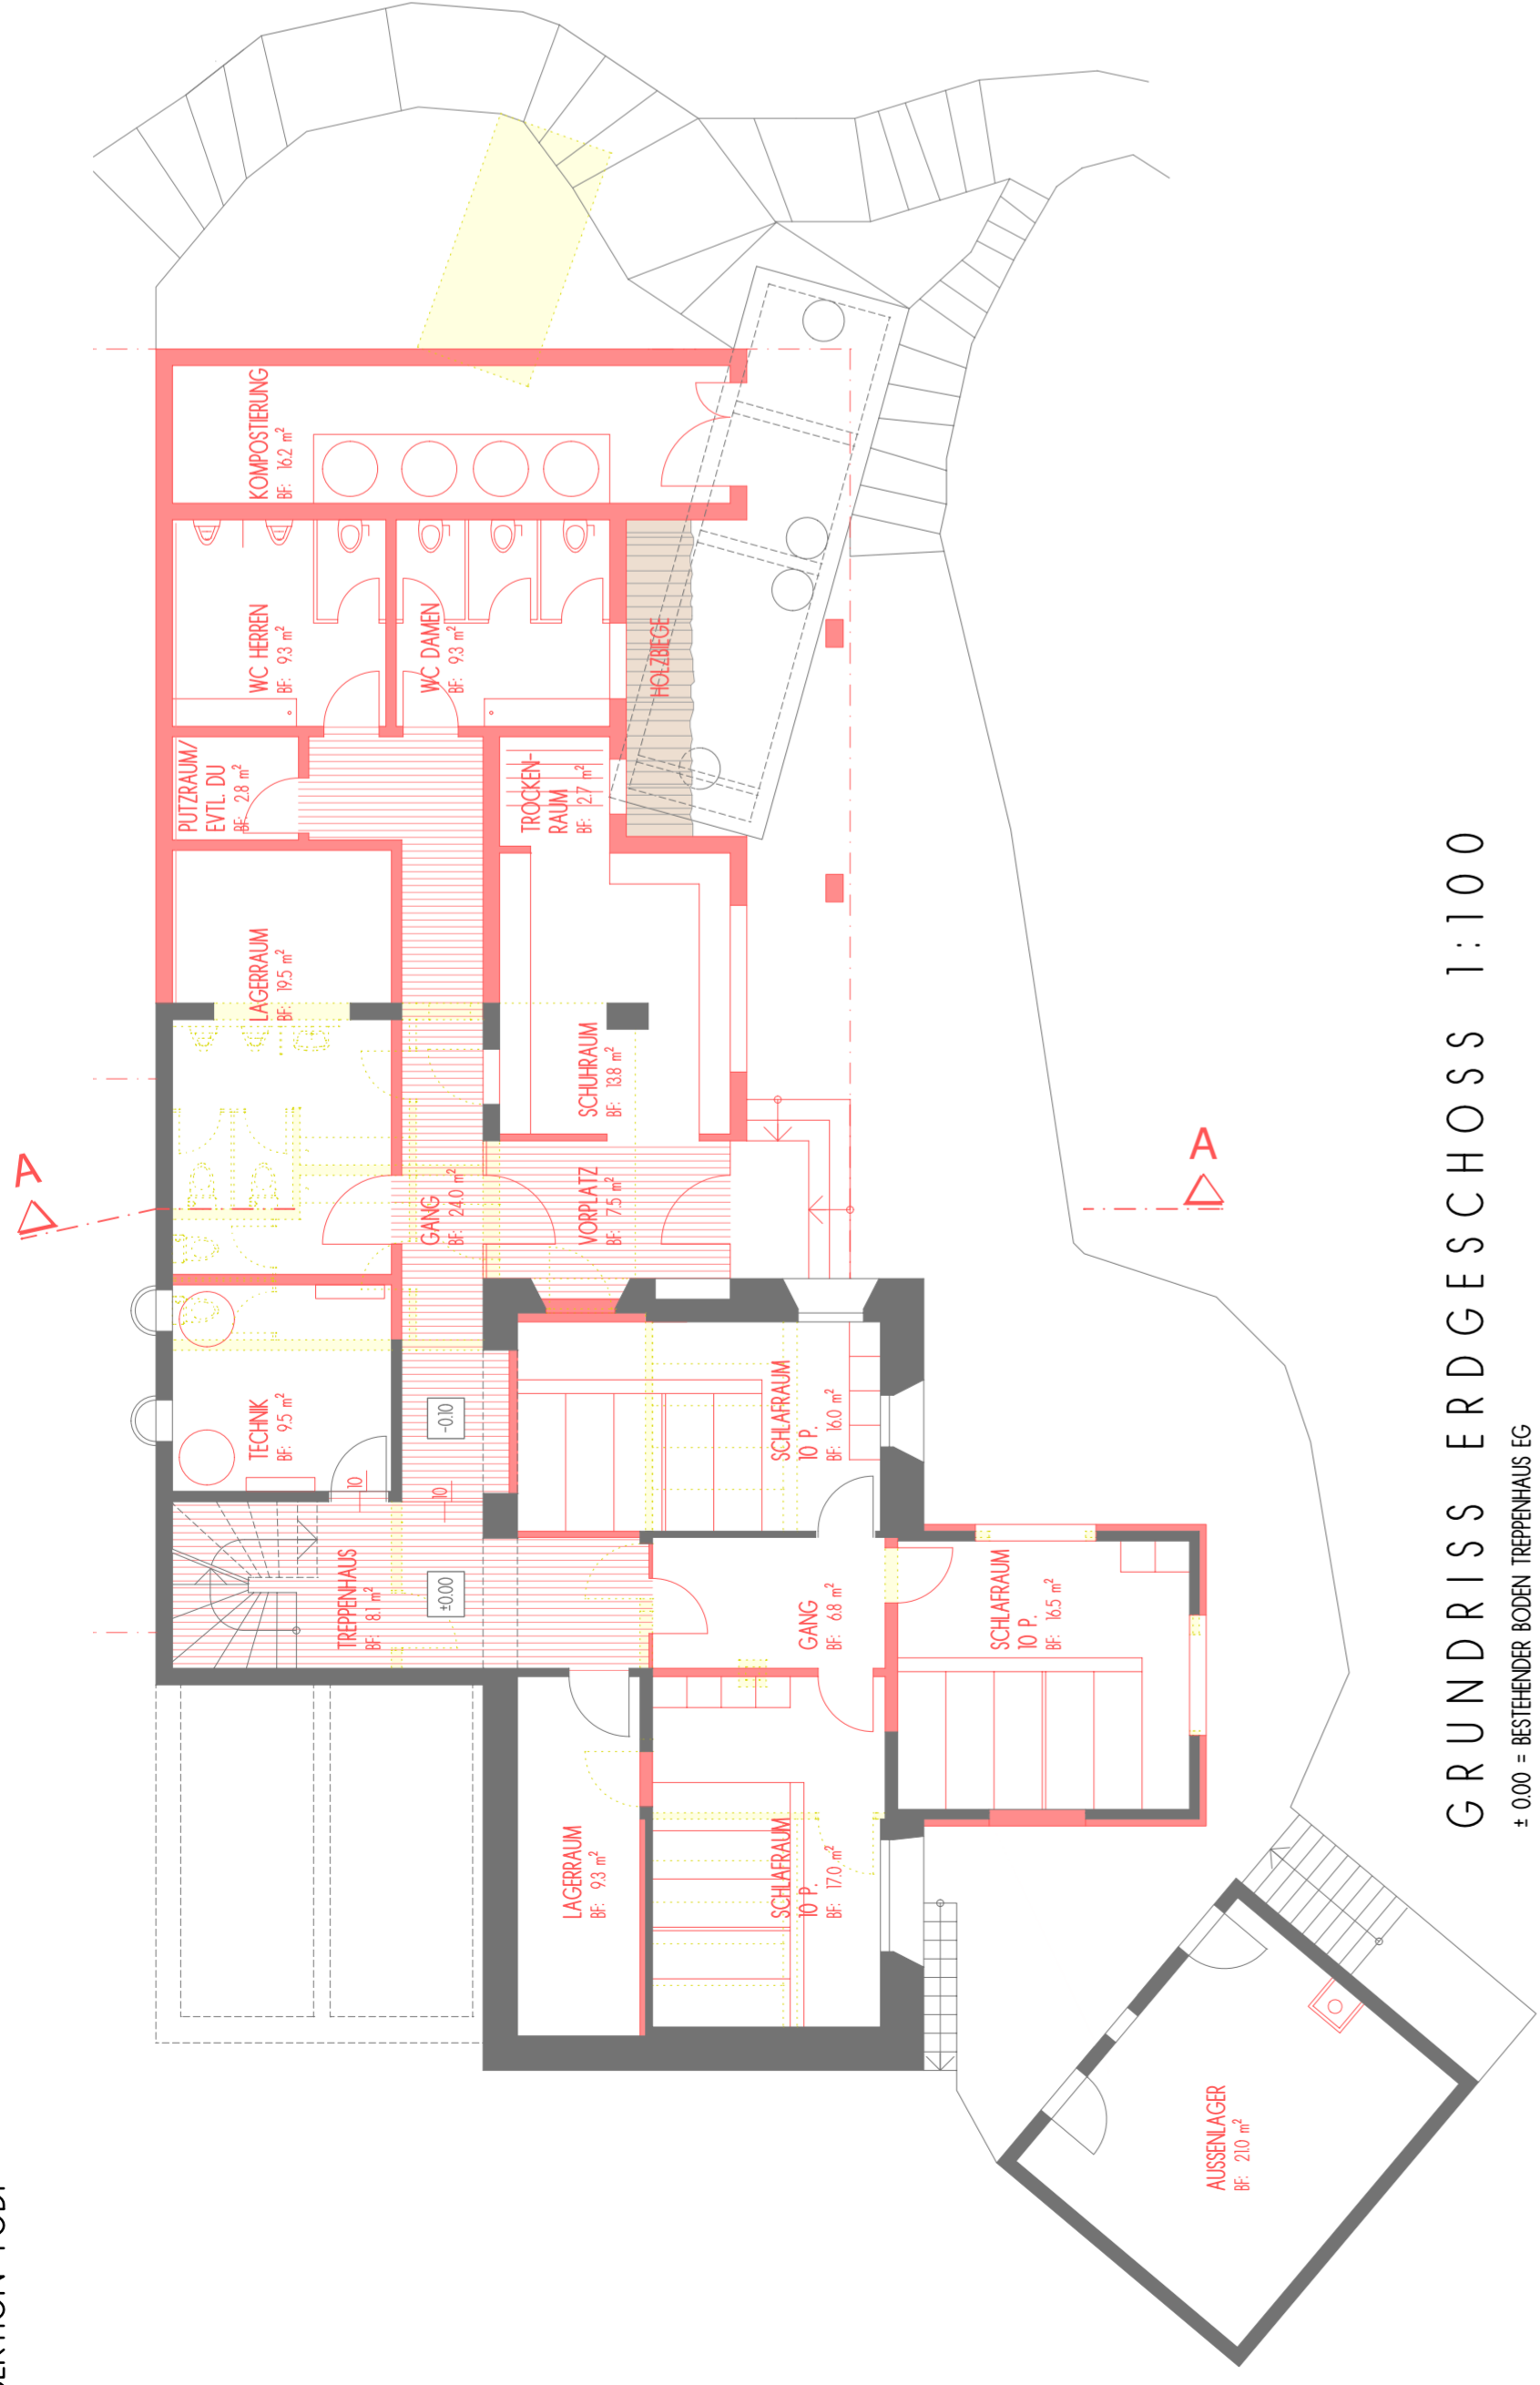 KOMPOSTIERUNG
BF: 16.2 m²
WC HERREN
BF: 9.3 m²
WC DAMEN
BF: 9.3 m²
HOLZBEIGE
PUTZRAUM/
EVTL. DU
BF: 2.8 m²
TROCKEN-
RAUM
BF: 2.7 m²
LAGERRAUM
BF: 19.5 m²
SCHUHRAUM
BF: 13.8 m²
GANG
BF: 24.0 m²
VORPLATZ
BF: 7.5 m²
A
A
TECHNIK
BF: 9.5 m²
-0.10
10
10
SCHLAFRAUM
10 P.
BF: 16.0 m²
TREPPENHAUS
BF: 8.1 m²
±0.00
GANG
BF: 6.8 m²
SCHLAFRAUM
10 P.
BF: 16.5 m²
LAGERRAUM
BF: 9.3 m²
SCHLAFRAUM
10 P.
BF: 17.0 m²
AUSSENLAGER
BF: 21.0 m²
GRUNDRISS ERDGESCHOSS 1:100
± 0.00 = BESTEHENDER BODEN TREPPENHAUS EG